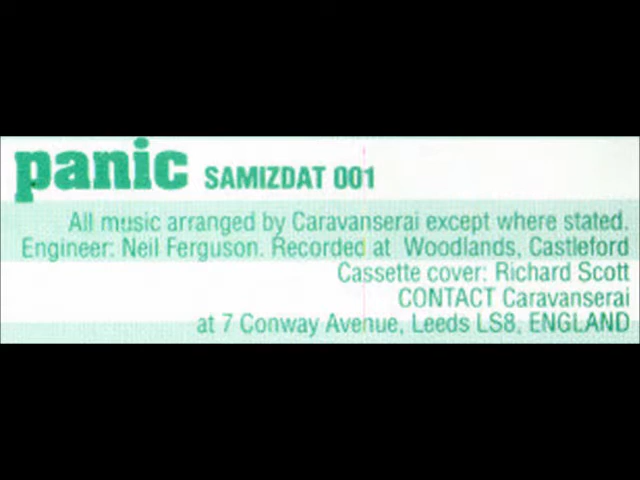 panic SAMIZDAT 001
All music arranged by Caravanserai except where stated.
Engineer: Neil Ferguson. Recorded at Woodlands, Castleford
Cassette cover: Richard Scott
CONTACT Caravanserai
at 7 Conway Avenue, Leeds LS8, ENGLAND